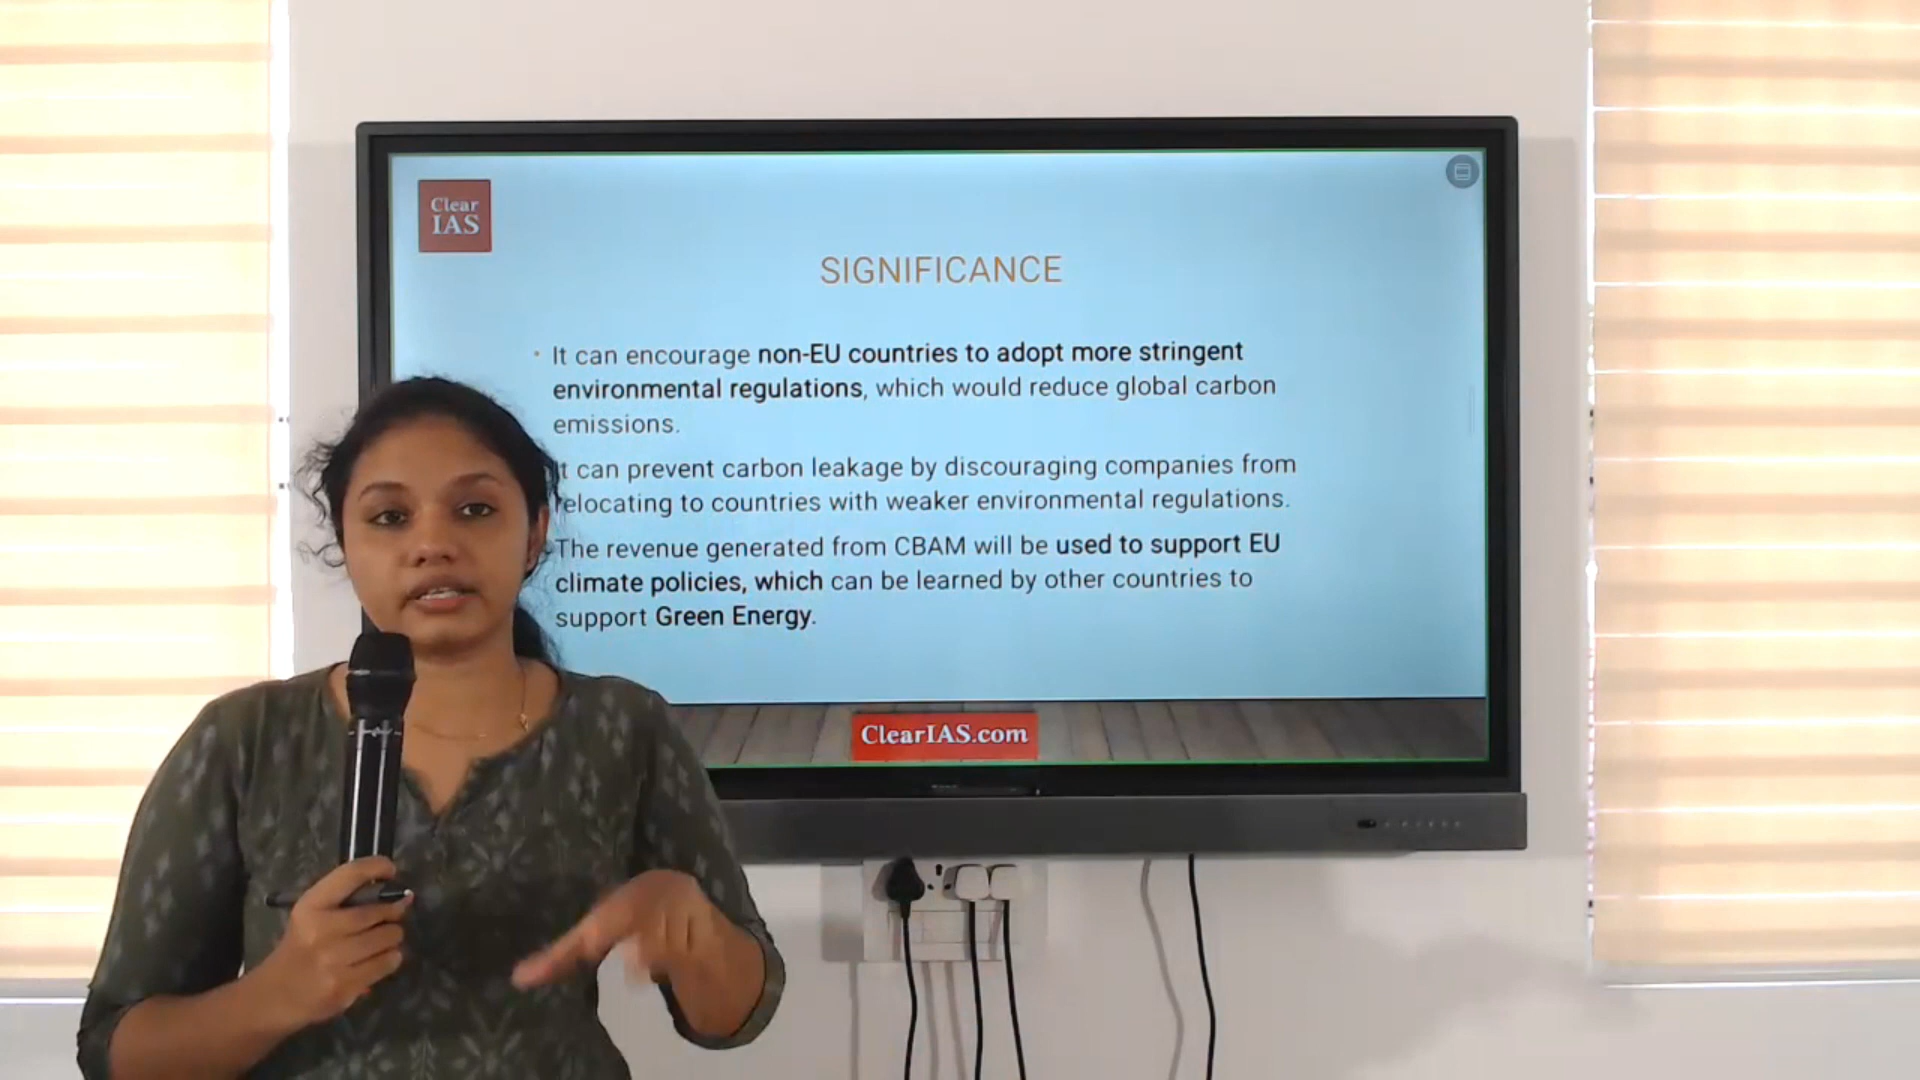 Clear
IAS
SIGNIFICANCE
It can encourage non-EU countries to adopt more stringent
environmental regulations, which would reduce global carbon
emissions.
It can prevent carbon leakage by discouraging companies from
relocating to countries with weaker environmental regulations.
The revenue generated from CBAM will be used to support EU
climate policies, which can be learned by other countries to
support Green Energy.
ClearIAS.com